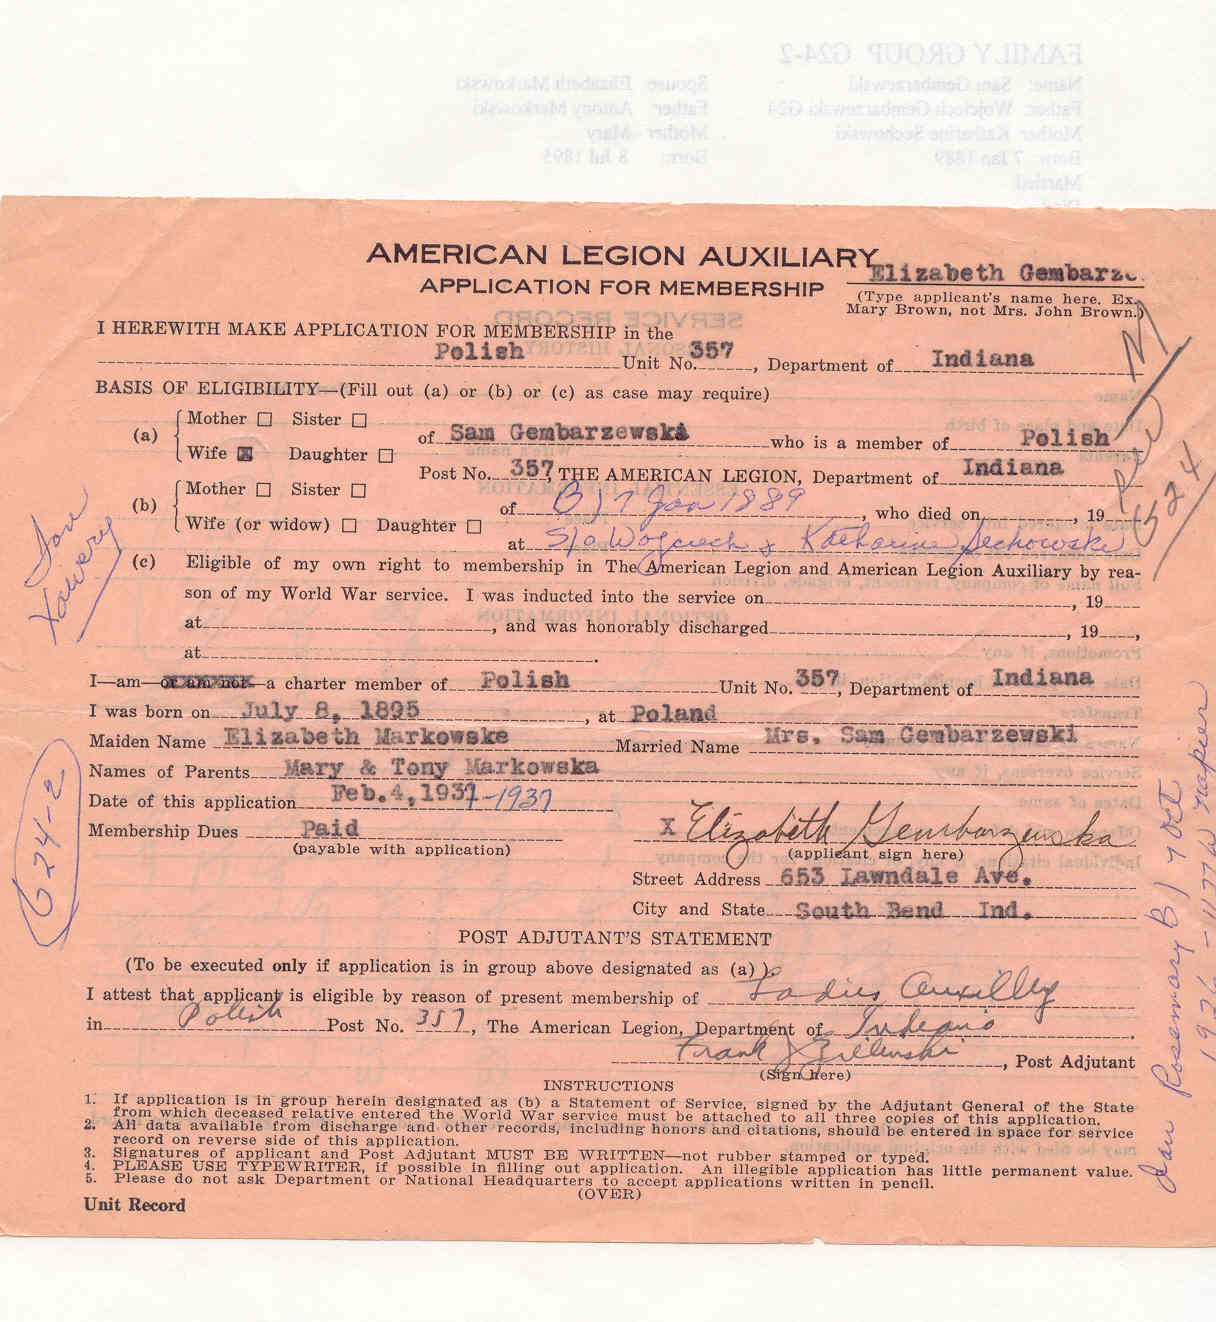 FAMILY GROUP G24-2
Name: Sam Gembarzewski Spouse: Elizabeth Markowski
Father: Wojciech Gembarzewski G24 Father: Antony Markowski
Mother: Katherine Sechowski Mother: Mary
Born: 7 Jan 1889 Born: 8 Jul 1895
Married:
AMERICAN LEGION AUXILIARY
Elizabeth Gembarze
APPLICATION FOR MEMBERSHIP
(Type applicant's name here. Ex.
Mary Brown, not Mrs. John Brown.)
I HEREWITH MAKE APPLICATION FOR MEMBERSHIP in the
Polish Unit No. 357, Department of Indiana
BASIS OF ELIGIBILITY—(Fill out (a) or (b) or (c) as case may require)
(a) Mother ☐ Sister ☐
Wife ☒ Daughter ☐ of Sam Gembarzewski who is a member of Polish
Post No. 357, THE AMERICAN LEGION, Department of Indiana
(b) Mother ☐ Sister ☐
Wife (or widow) ☐ Daughter ☐ of B) 7 Jan 1889, who died on , 19
at S/o Wojciech & Katharine Sechowski
(c) Eligible of my own right to membership in The American Legion and American Legion Auxiliary by rea-
son of my World War service. I was inducted into the service on , 19
at , and was honorably discharged , 19 ,
at .
I—am—or am not—a charter member of Polish Unit No. 357, Department of Indiana
I was born on July 8, 1895, at Poland
Maiden Name Elizabeth Markowske Married Name Mrs. Sam Gembarzewski
Names of Parents Mary & Tony Markowska
Date of this application Feb.4, 1937-1937
Membership Dues Paid
(payable with application)
X Elizabeth Gembarzewska
(applicant sign here)
Street Address 653 Lawndale Ave.
City and State South Bend Ind.
POST ADJUTANT'S STATEMENT
(To be executed only if application is in group above designated as (a) ).
I attest that applicant is eligible by reason of present membership of Ladies Auxilley
in Polish Post No. 357, The American Legion, Department of Indiana.
Frank J Zielinski, Post Adjutant
(Sign here)
INSTRUCTIONS
1. If application is in group herein designated as (b) a Statement of Service, signed by the Adjutant General of the State
from which deceased relative entered the World War service must be attached to all three copies of this application.
2. All data available from discharge and other records, including honors and citations, should be entered in space for service
record on reverse side of this application.
3. Signatures of applicant and Post Adjutant MUST BE WRITTEN—not rubber stamped or typed.
4. PLEASE USE TYPEWRITER, if possible in filling out application. An illegible application has little permanent value.
5. Please do not ask Department or National Headquarters to accept applications written in pencil.
(OVER)
Unit Record
G24-2
G24
Dau Rosemary B) 7 Oct
1936 - 1177 W Napier